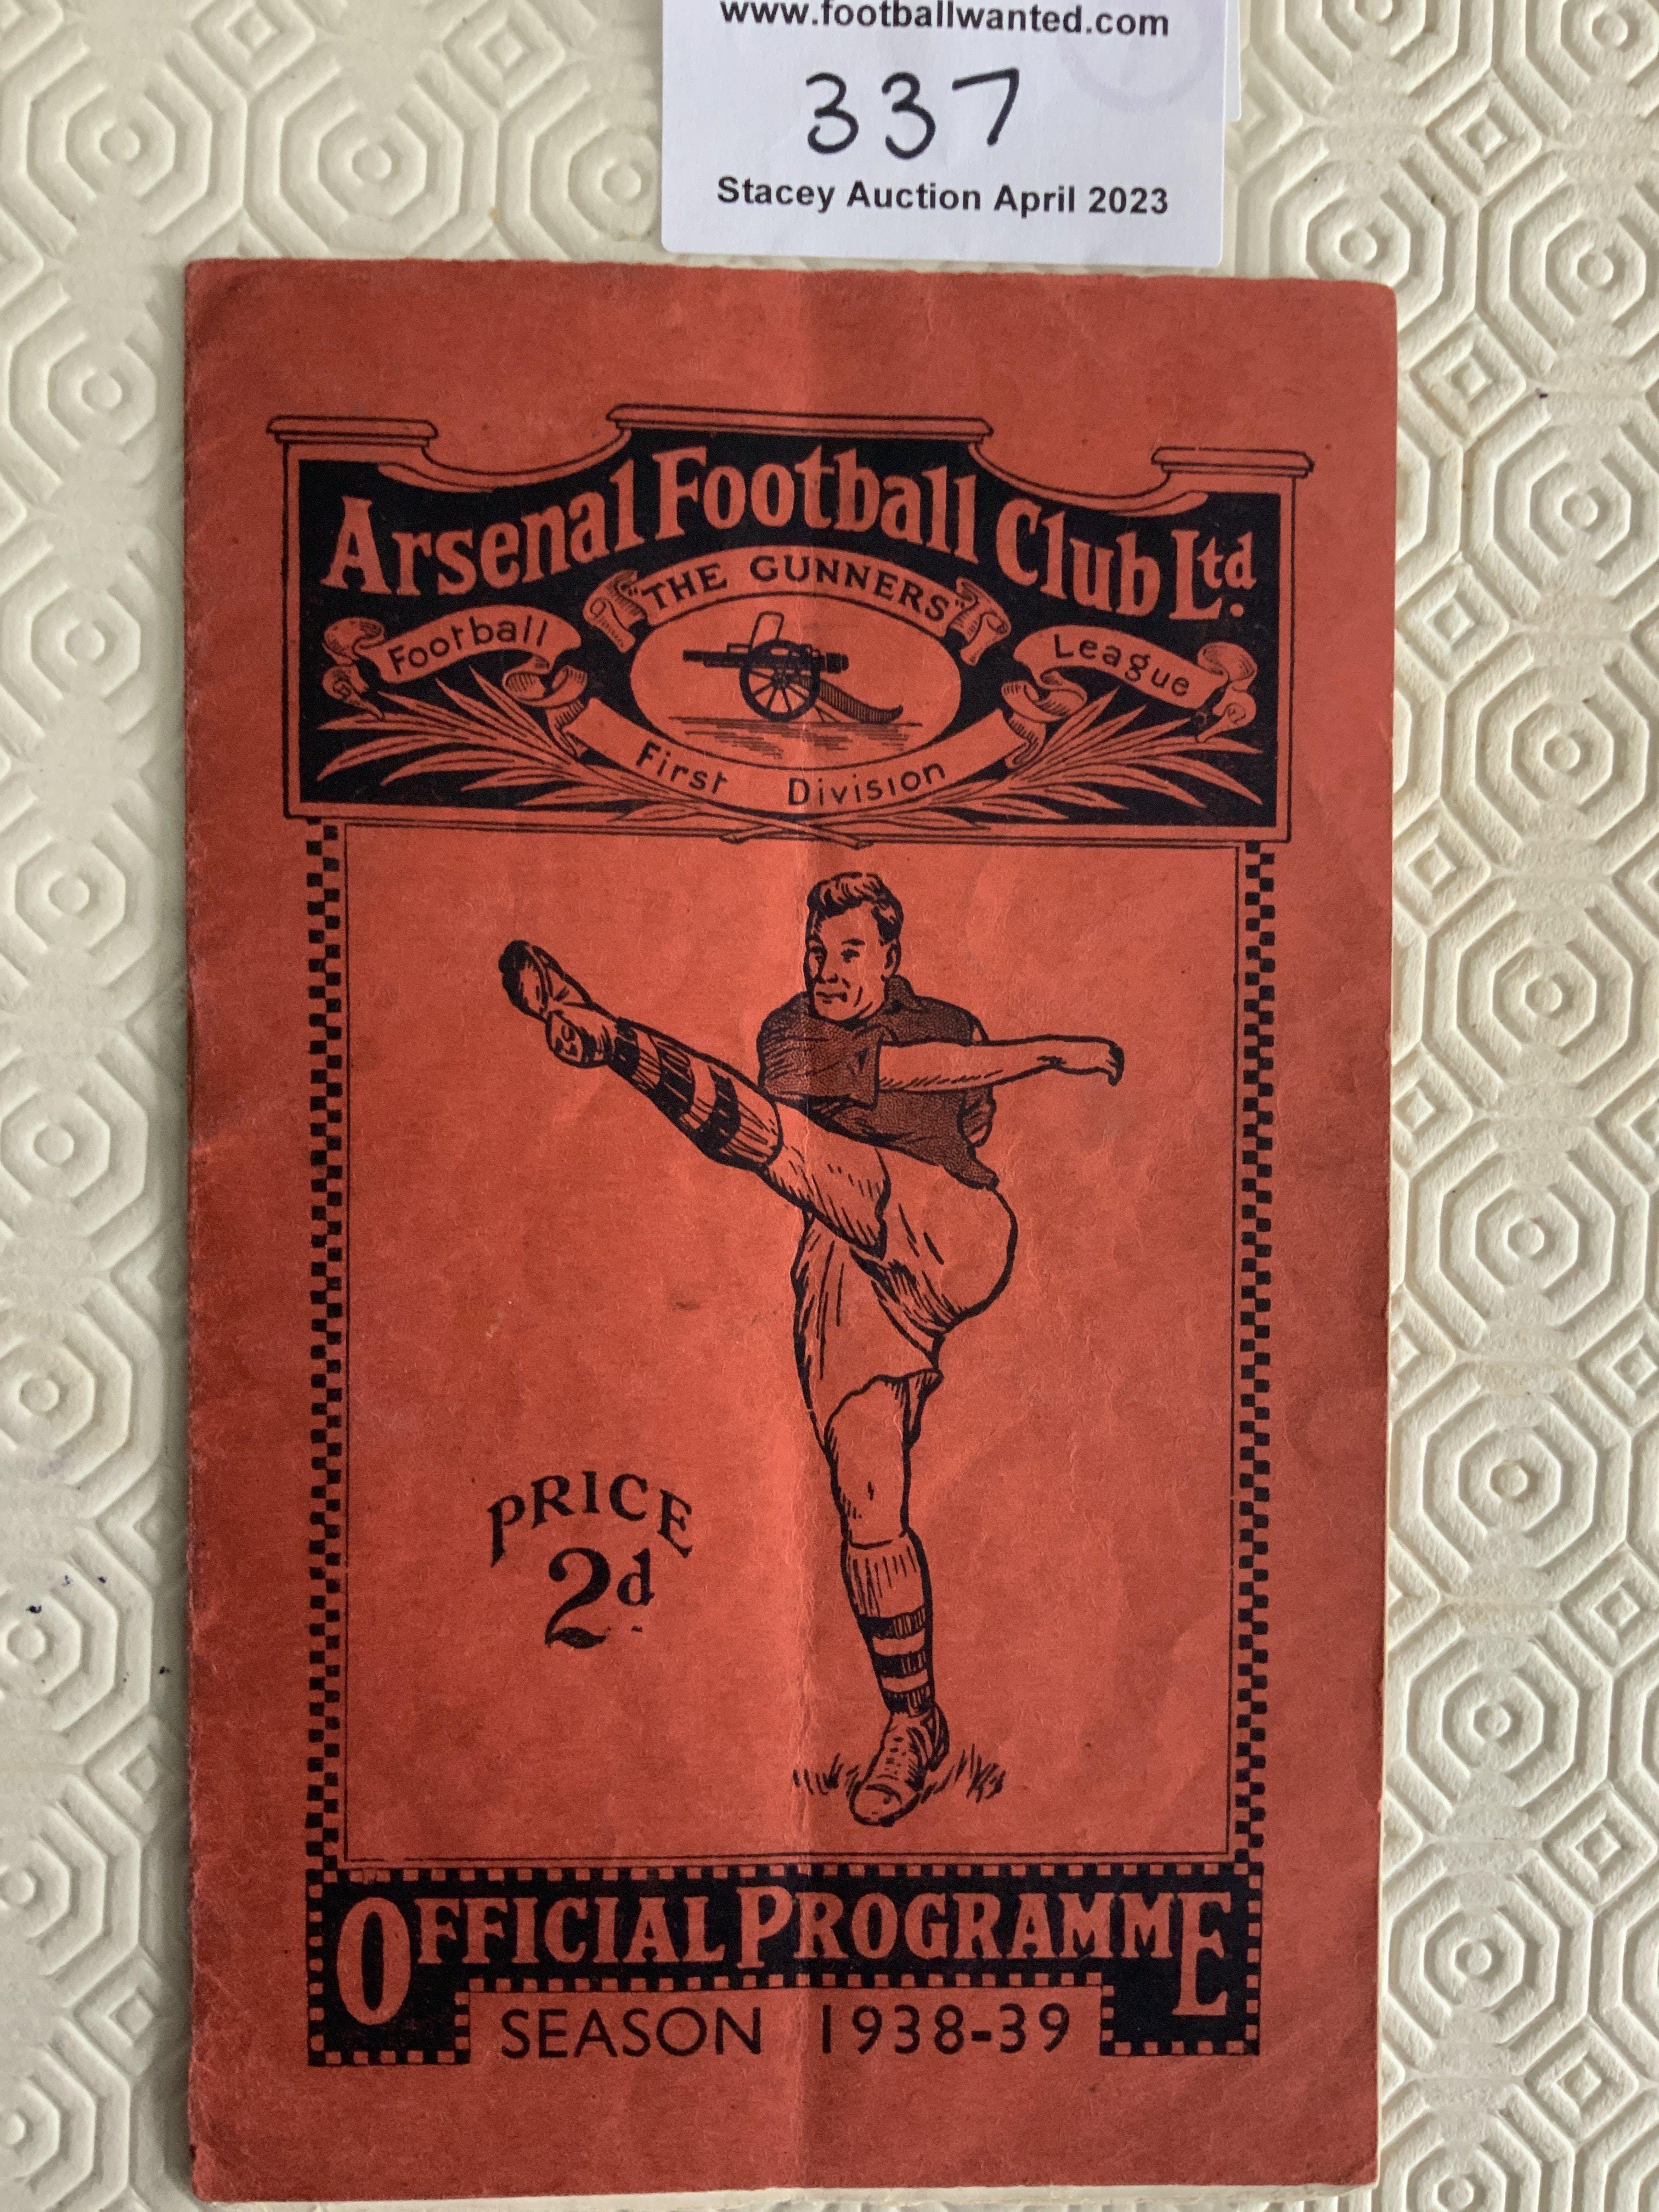 www.footballwanted.com
337
Stacey Auction April 2023
Arsenal Football Club Ltd.
"THE GUNNERS"
Football League
First Division
PRICE
2d.
OFFICIAL PROGRAMME
SEASON 1938-39